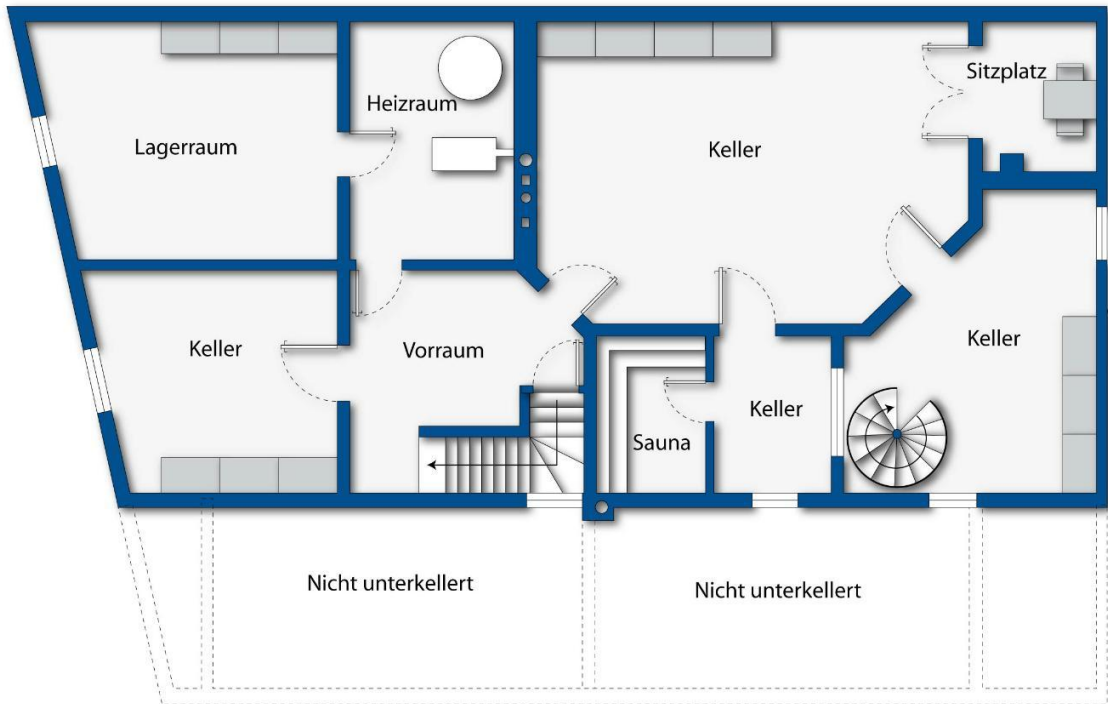 Sitzplatz
Heizraum
Lagerraum
Keller
Keller
Vorraum
Keller
Sauna
Keller
Nicht unterkellert
Nicht unterkellert